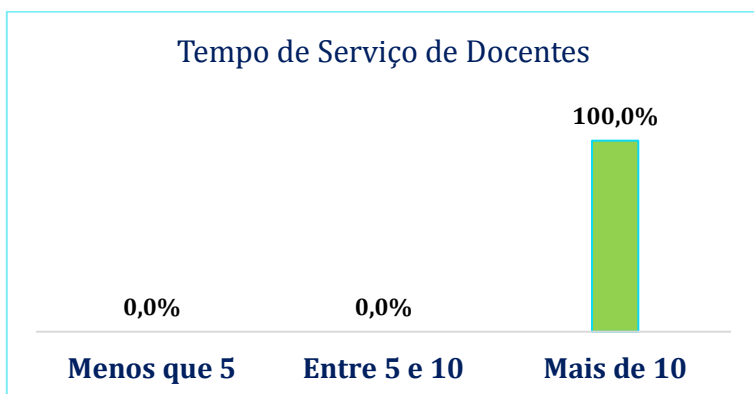 Tempo de Serviço de Docentes
100,0%
0,0% 0,0%
Menos que 5 Entre 5 e 10 Mais de 10